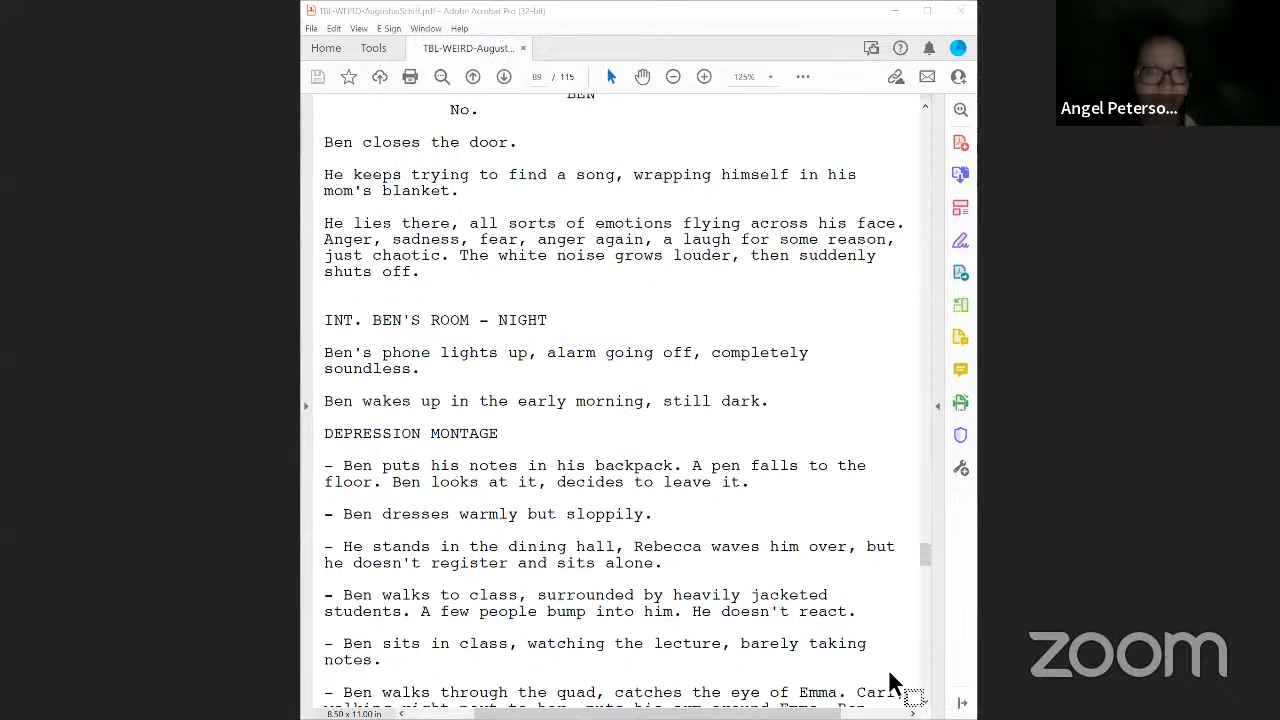 TBL-WEIRD-AugustusSchiff.pdf - Adobe Acrobat Pro (32-bit)
File Edit View E-Sign Window Help
Home Tools TBL-WEIRD-August... ×
89 / 115 125%
BEN
No.
Ben closes the door.
He keeps trying to find a song, wrapping himself in his
mom's blanket.
He lies there, all sorts of emotions flying across his face.
Anger, sadness, fear, anger again, a laugh for some reason,
just chaotic. The white noise grows louder, then suddenly
shuts off.
INT. BEN'S ROOM - NIGHT
Ben's phone lights up, alarm going off, completely
soundless.
Ben wakes up in the early morning, still dark.
DEPRESSION MONTAGE
- Ben puts his notes in his backpack. A pen falls to the
floor. Ben looks at it, decides to leave it.
- Ben dresses warmly but sloppily.
- He stands in the dining hall, Rebecca waves him over, but
he doesn't register and sits alone.
- Ben walks to class, surrounded by heavily jacketed
students. A few people bump into him. He doesn't react.
- Ben sits in class, watching the lecture, barely taking
notes.
- Ben walks through the quad, catches the eye of Emma. Carl,
8.50 x 11.00 in
Angel Peterso...
zoom